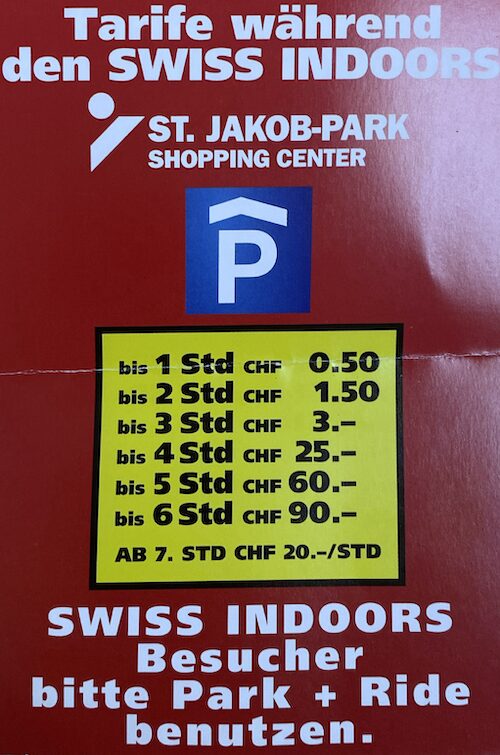 Tarife während
den SWISS INDOORS
ST. JAKOB-PARK
SHOPPING CENTER
P
bis 1 Std CHF 0.50
bis 2 Std CHF 1.50
bis 3 Std CHF 3.–
bis 4 Std CHF 25.–
bis 5 Std CHF 60.–
bis 6 Std CHF 90.–
AB 7. STD CHF 20.–/STD
SWISS INDOORS
Besucher
bitte Park + Ride
benutzen.